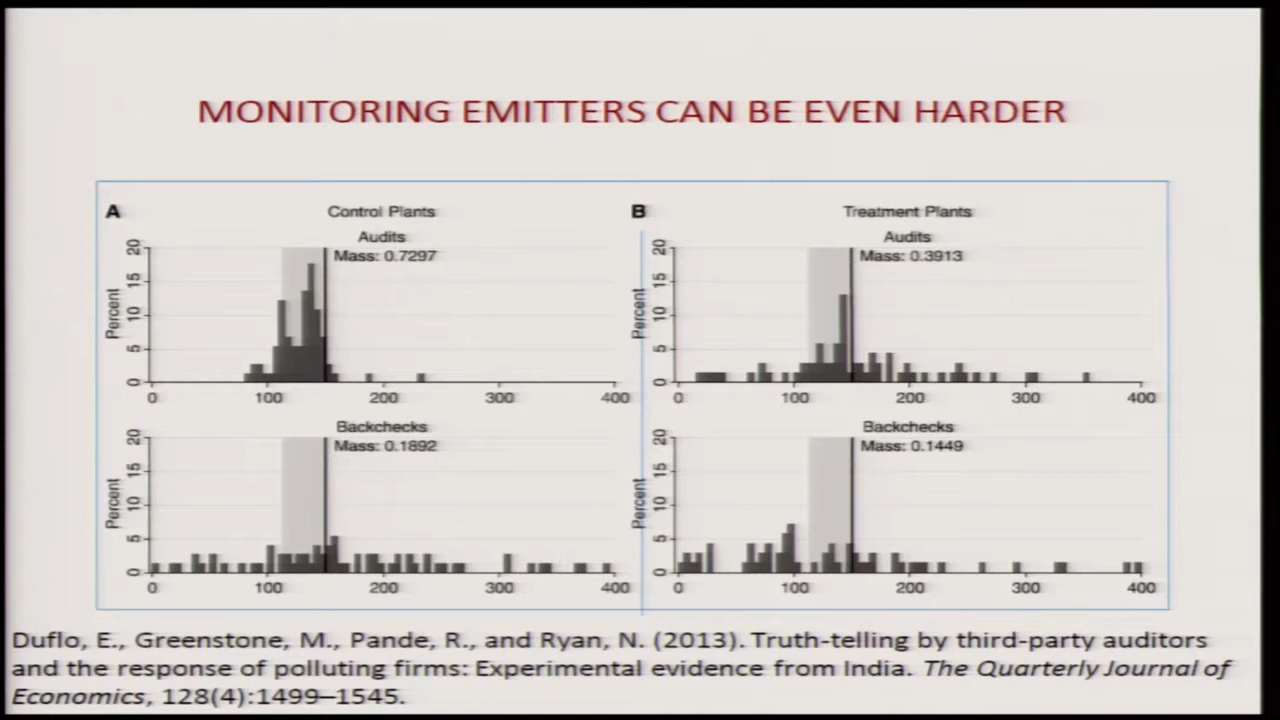 MONITORING EMITTERS CAN BE EVEN HARDER
A
Control Plants
Audits
Mass: 0.7297
Percent
0 5 10 15 20
0 100 200 300 400
Backchecks
Mass: 0.1892
Percent
0 5 10 15 20
0 100 200 300 400
B
Treatment Plants
Audits
Mass: 0.3913
Percent
0 5 10 15 20
0 100 200 300 400
Backchecks
Mass: 0.1449
Percent
0 5 10 15 20
0 100 200 300 400
Duflo, E., Greenstone, M., Pande, R., and Ryan, N. (2013). Truth-telling by third-party auditors
and the response of polluting firms: Experimental evidence from India. The Quarterly Journal of
Economics, 128(4):1499–1545.